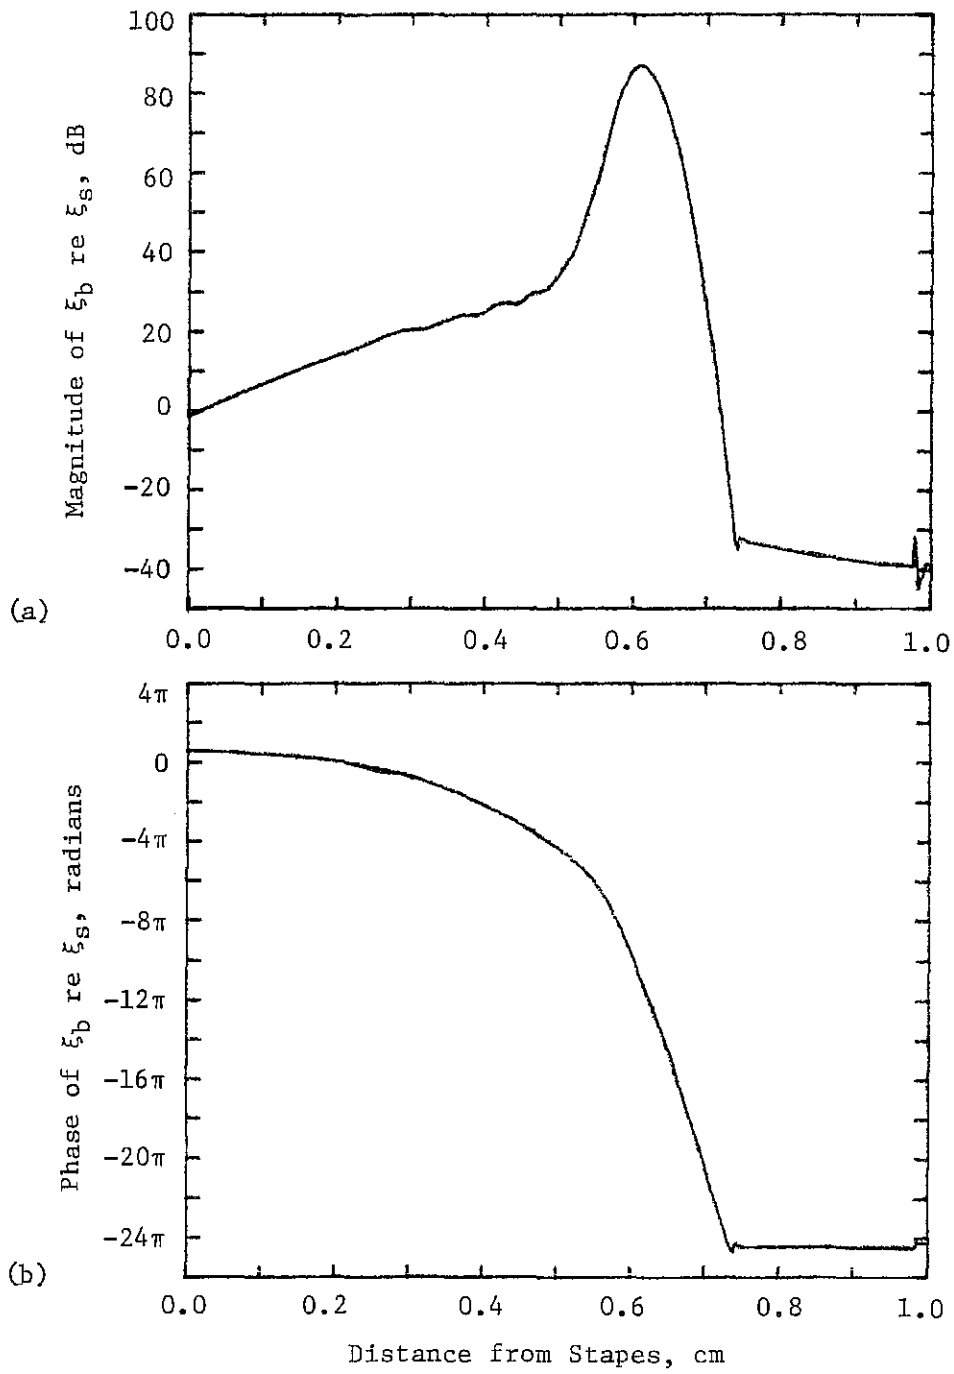 100
80
60
40
20
0
-20
-40
Magnitude of ξb re ξs, dB
(a)
0.0 0.2 0.4 0.6 0.8 1.0
4π
0
-4π
-8π
-12π
-16π
-20π
-24π
Phase of ξb re ξs, radians
(b)
0.0 0.2 0.4 0.6 0.8 1.0
Distance from Stapes, cm